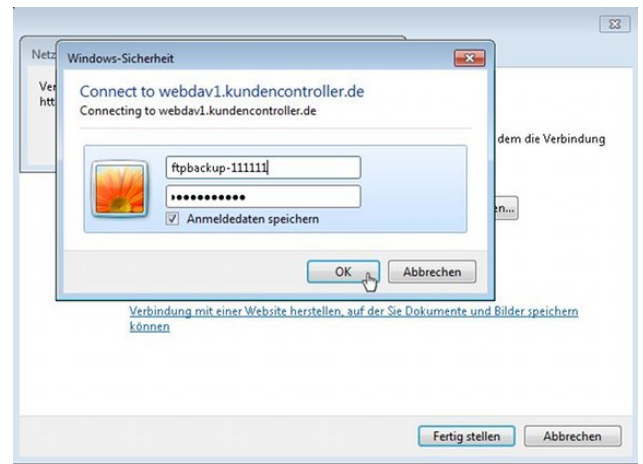 Netz
Windows-Sicherheit
Ver
htt
Connect to webdav1.kundencontroller.de
Connecting to webdav1.kundencontroller.de
dem die Verbindung
ftpbackup-111111
•••••••••••
en...
Anmeldedaten speichern
OK
Abbrechen
Verbindung mit einer Website herstellen, auf der Sie Dokumente und Bilder speichern
können
Fertig stellen
Abbrechen